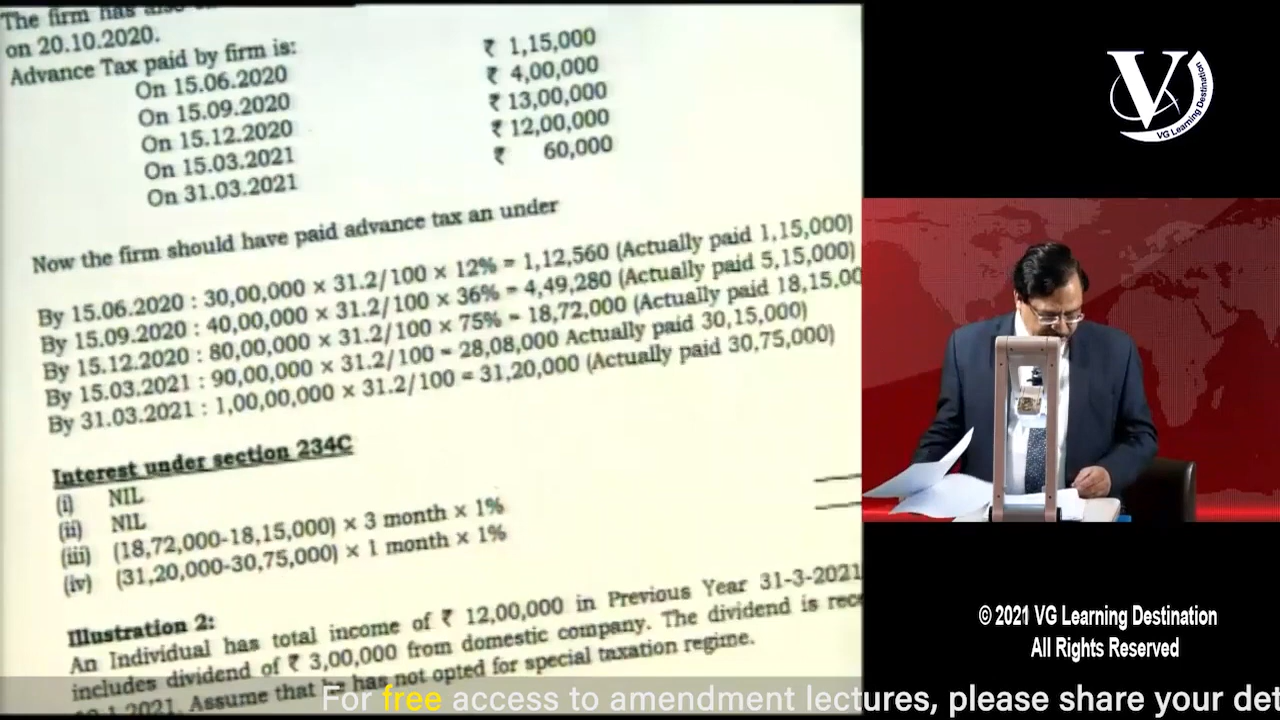 The firm has also
on 20.10.2020.
Advance Tax paid by firm is:
On 15.06.2020 ₹ 1,15,000
On 15.09.2020 ₹ 4,00,000
On 15.12.2020 ₹ 13,00,000
On 15.03.2021 ₹ 12,00,000
On 31.03.2021 ₹ 60,000
Now the firm should have paid advance tax an under
By 15.06.2020 : 30,00,000 × 31.2/100 × 12% = 1,12,560 (Actually paid 1,15,000)
By 15.09.2020 : 40,00,000 × 31.2/100 × 36% = 4,49,280 (Actually paid 5,15,000)
By 15.12.2020 : 80,00,000 × 31.2/100 × 75% = 18,72,000 (Actually paid 18,15,00
By 15.03.2021 : 90,00,000 × 31.2/100 = 28,08,000 Actually paid 30,15,000)
By 31.03.2021 : 1,00,00,000 × 31.2/100 = 31,20,000 (Actually paid 30,75,000)
Interest under section 234C
(i) NIL
(ii) NIL
(iii) (18,72,000-18,15,000) × 3 month × 1%
(iv) (31,20,000-30,75,000) × 1 month × 1%
Illustration 2:
An Individual has total income of ₹ 12,00,000 in Previous Year 31-3-2021
includes dividend of ₹ 3,00,000 from domestic company. The dividend is rece
Assume that he has not opted for special taxation regime.
For free access to amendment lectures, please share your det
V
VG Learning Destination
© 2021 VG Learning Destination
All Rights Reserved